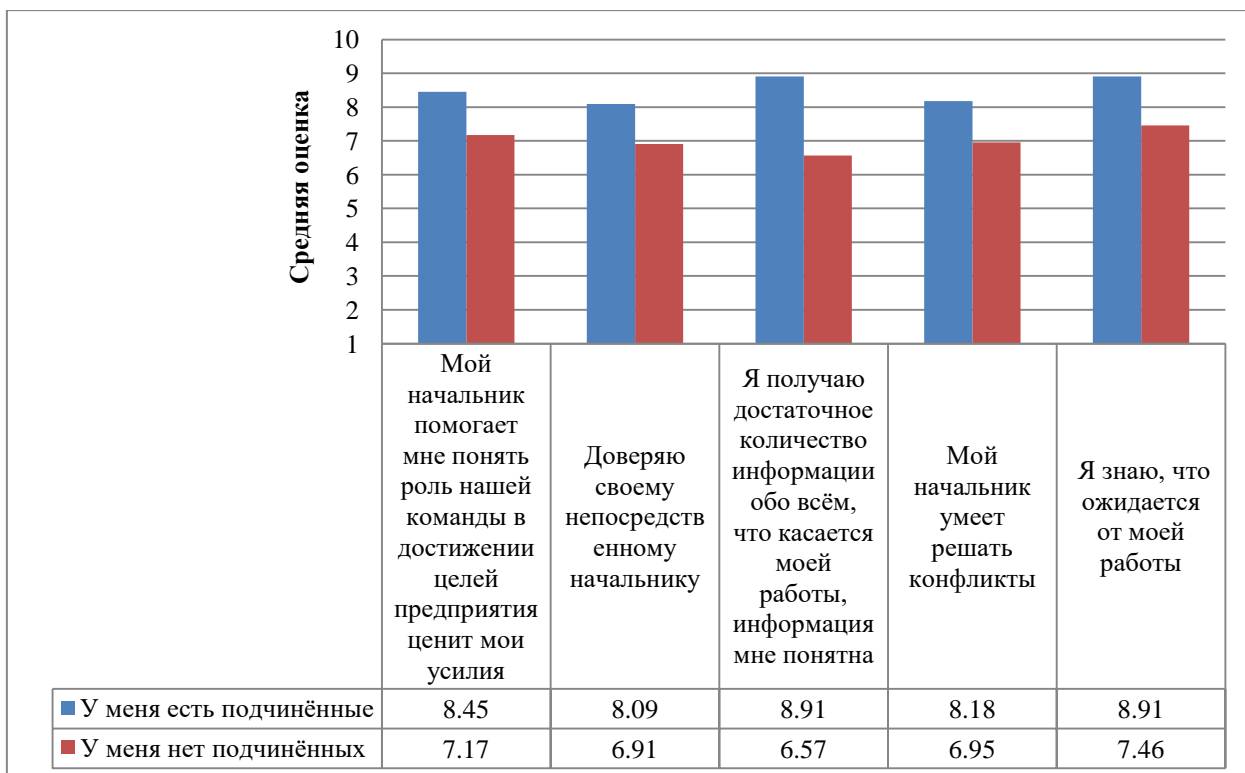 Средняя оценка
10
9
8
7
6
5
4
3
2
1
Мой
начальник
помогает
мне понять
роль нашей
команды в
достижении
целей
предприятия
ценит мои
усилия
Доверяю
своему
непосредств
енному
начальнику
Я получаю
достаточное
количество
информации
обо всём,
что касается
моей
работы,
информация
мне понятна
Мой
начальник
умеет
решать
конфликты
Я знаю, что
ожидается
от моей
работы
У меня есть подчинённые 8.45 8.09 8.91 8.18 8.91
У меня нет подчинённых 7.17 6.91 6.57 6.95 7.46